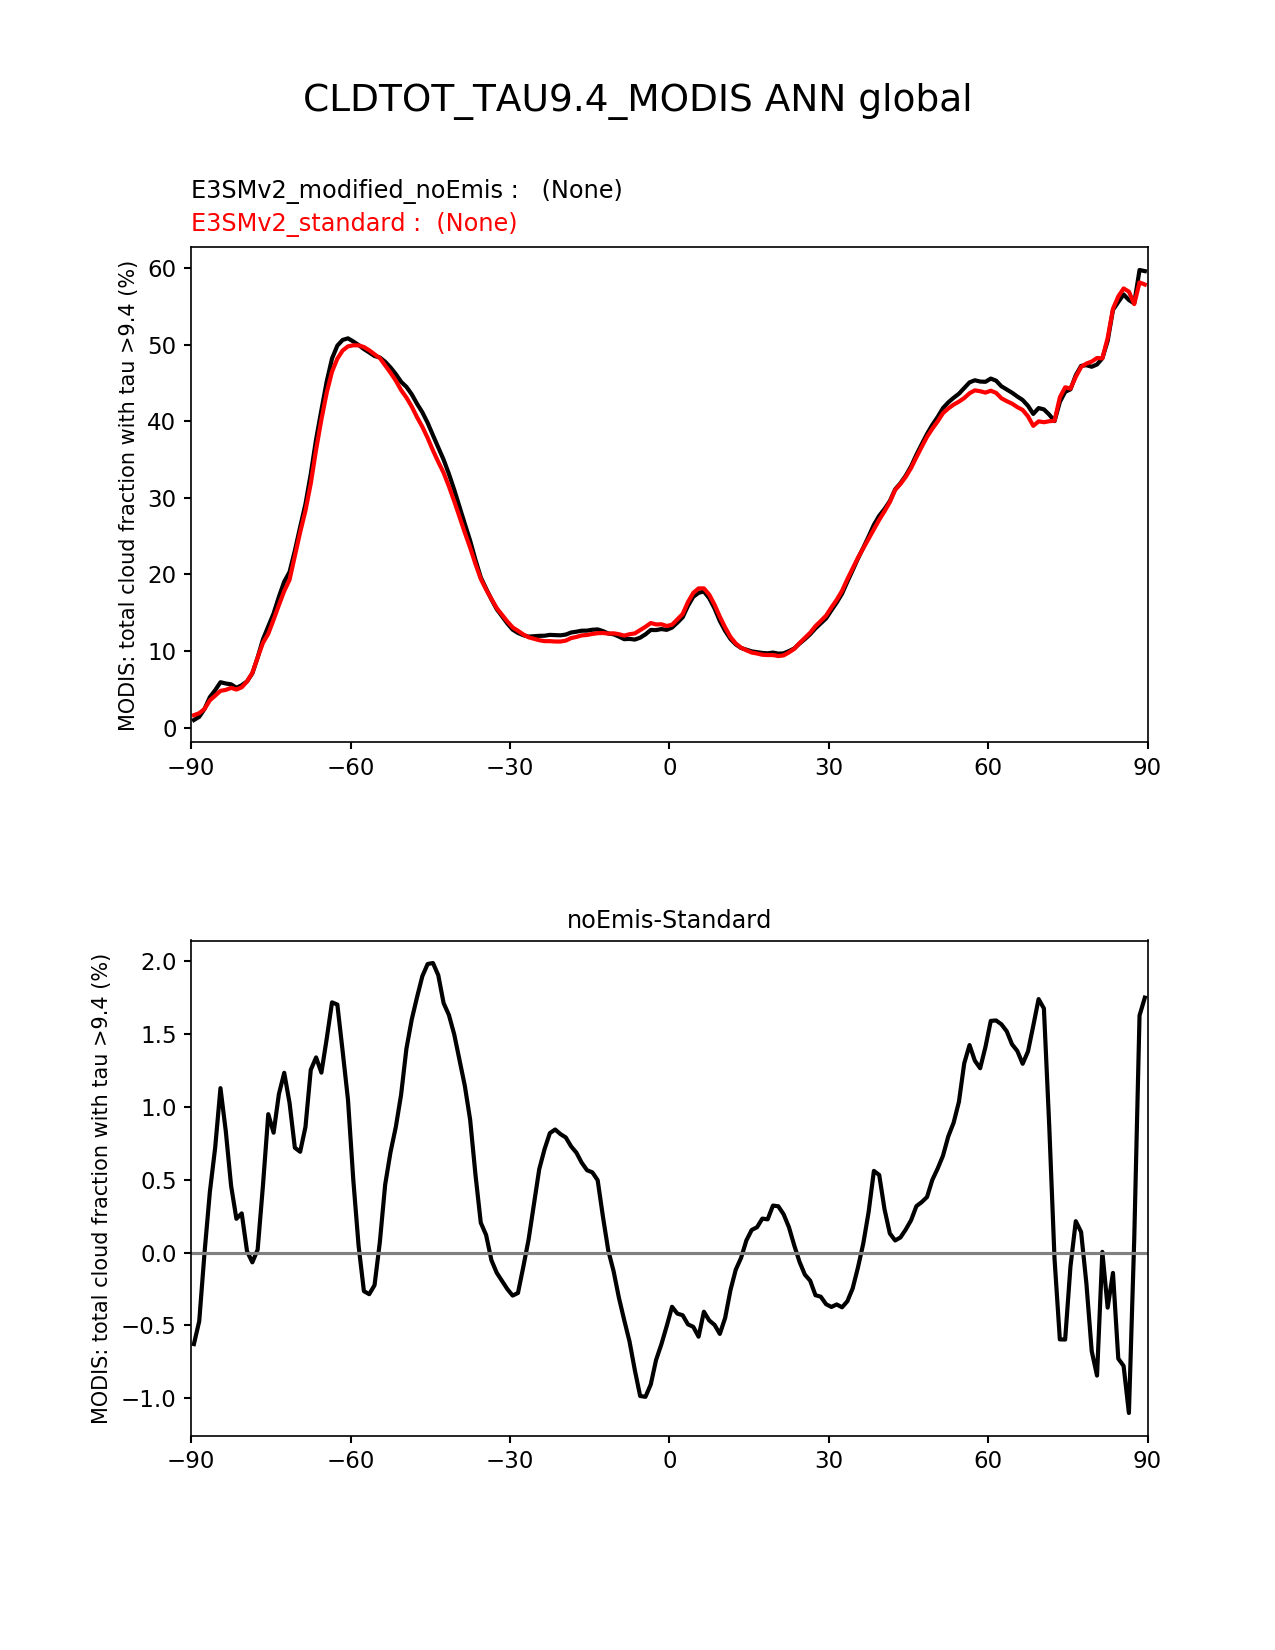 CLDTOT_TAU9.4_MODIS ANN global
E3SMv2_modified_noEmis :   (None)
E3SMv2_standard :  (None)
MODIS: total cloud fraction with tau >9.4 (%)
60
50
40
30
20
10
0
−90 −60 −30 0 30 60 90
noEmis-Standard
MODIS: total cloud fraction with tau >9.4 (%)
2.0
1.5
1.0
0.5
0.0
−0.5
−1.0
−90 −60 −30 0 30 60 90